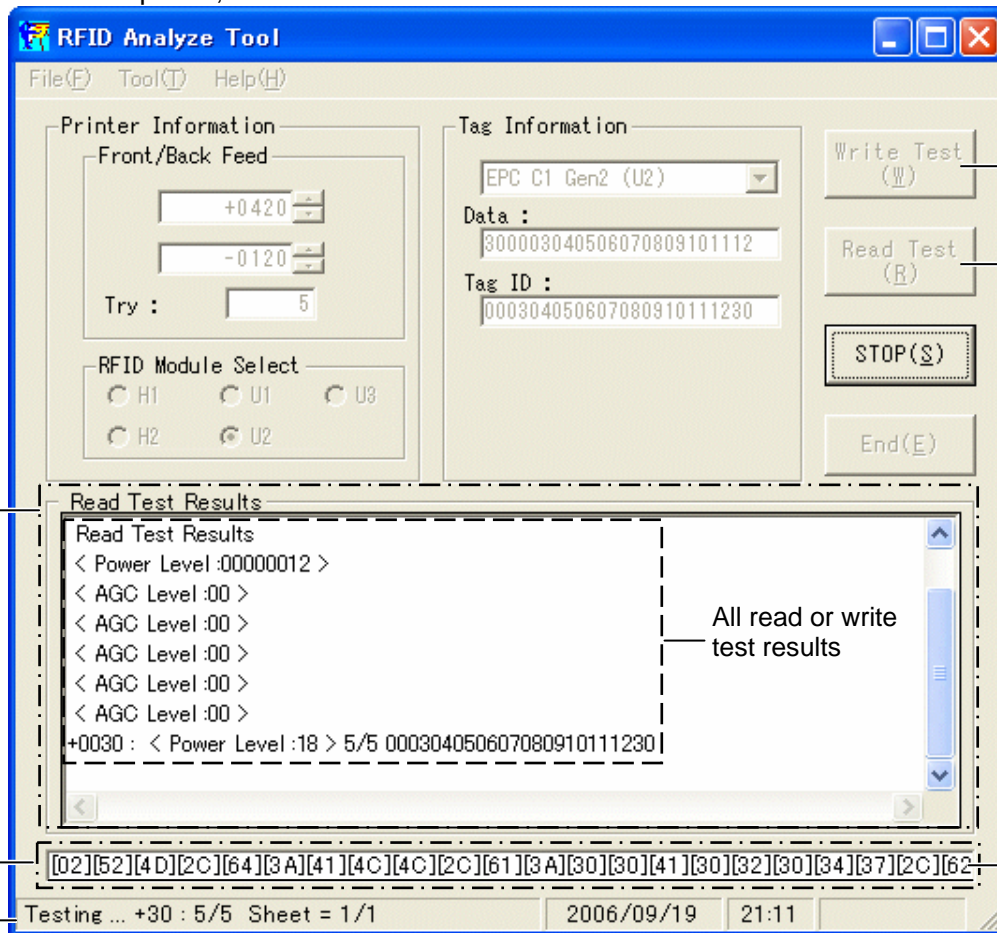 RFID Analyze Tool
File(F) Tool(T) Help(H)
Printer Information
Front/Back Feed
+0420
-0120
Try : 5
RFID Module Select
H1 U1 U3
H2 U2
Tag Information
EPC C1 Gen2 (U2)
Data :
300003040506070809101112
Tag ID :
000304050607080910111230
Write Test
(W)
Read Test
(R)
STOP(S)
End(E)
Read Test Results
Read Test Results
< Power Level :00000012 >
< AGC Level :00 >
< AGC Level :00 >
< AGC Level :00 >
< AGC Level :00 >
< AGC Level :00 >
+0030 : < Power Level :18 > 5/5 000304050607080910111230
All read or write
test results
[02][52][4D][2C][64][3A][41][4C][4C][2C][61][3A][30][30][41][30][32][30][34][37][2C][62
Testing ... +30 : 5/5 Sheet = 1/1 2006/09/19 21:11